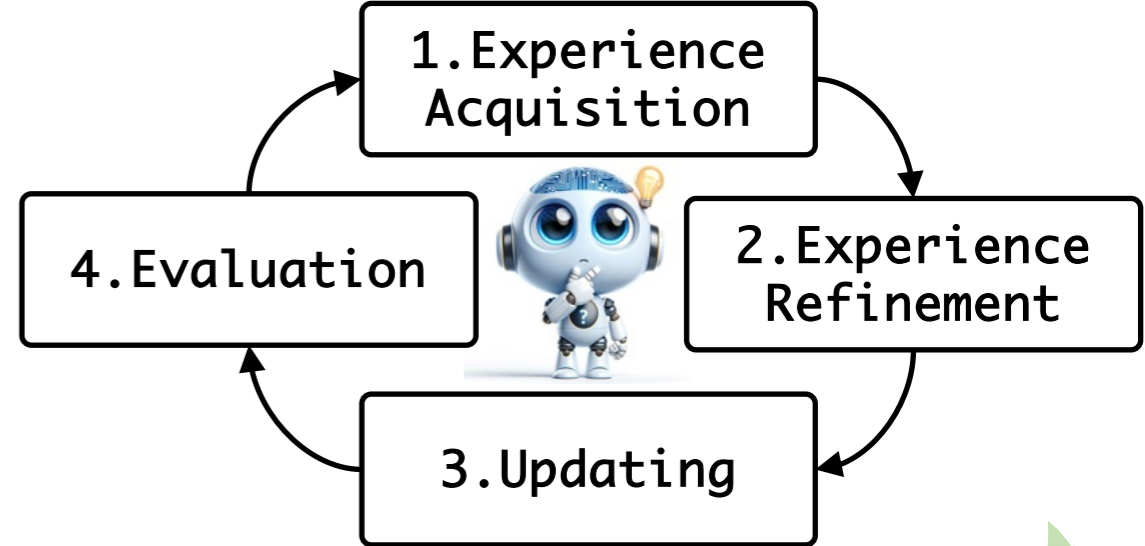 1.Experience
Acquisition
2.Experience
Refinement
3.Updating
4.Evaluation
?